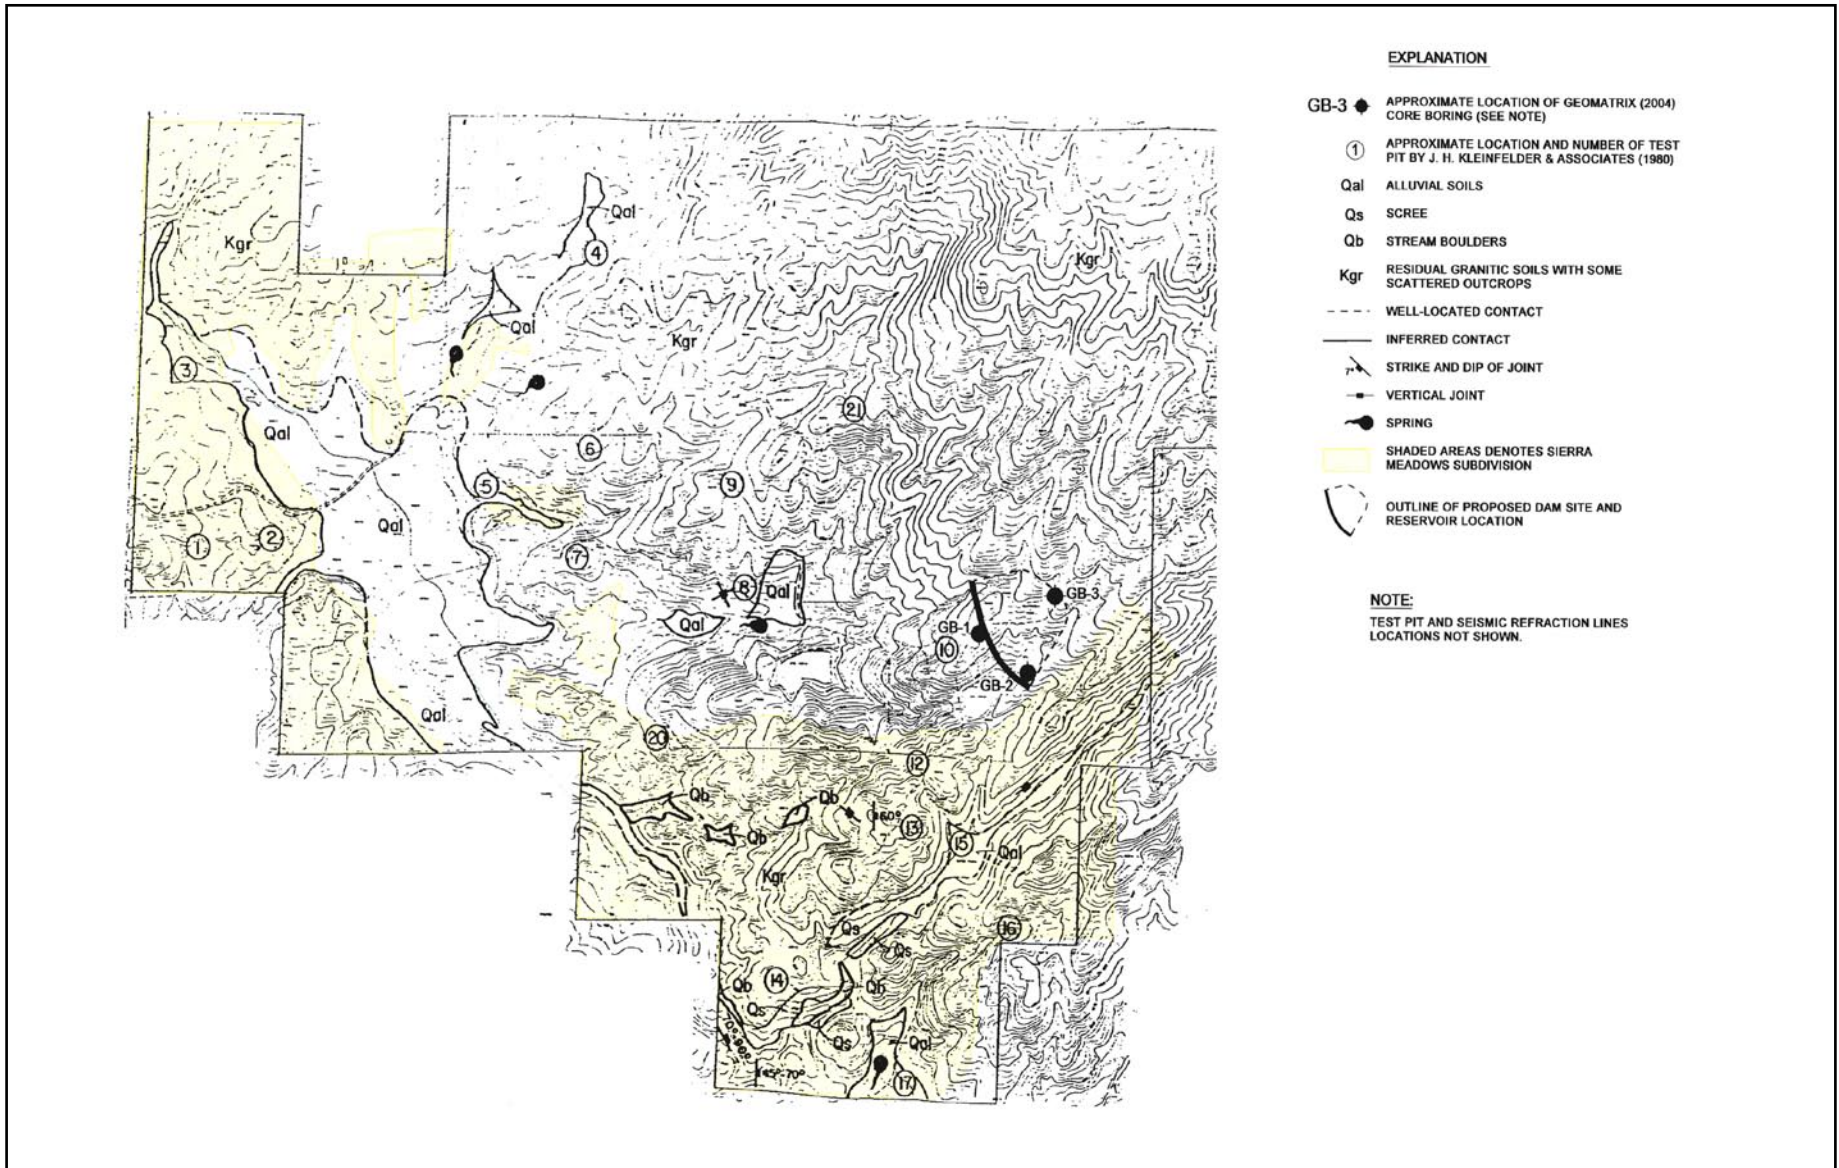 EXPLANATION
GB-3
APPROXIMATE LOCATION OF GEOMATRIX (2004)
CORE BORING (SEE NOTE)
1
APPROXIMATE LOCATION AND NUMBER OF TEST
PIT BY J. H. KLEINFELDER & ASSOCIATES (1980)
Qal
ALLUVIAL SOILS
Qs
SCREE
Qb
STREAM BOULDERS
Kgr
RESIDUAL GRANITIC SOILS WITH SOME
SCATTERED OUTCROPS
WELL-LOCATED CONTACT
INFERRED CONTACT
STRIKE AND DIP OF JOINT
VERTICAL JOINT
SPRING
SHADED AREAS DENOTES SIERRA
MEADOWS SUBDIVISION
OUTLINE OF PROPOSED DAM SITE AND
RESERVOIR LOCATION
NOTE:
TEST PIT AND SEISMIC REFRACTION LINES
LOCATIONS NOT SHOWN.
Qal
Kgr
4
Kgr
Qal
Kgr
3
21
Qal
6
5
9
Qal
2
1
7
8
Qal
GB-3
Qal
GB-1
10
GB-2
Qal
20
12
Qb
Qb
60°
13
Qb
15
Qal
Kgr
Qs
16
Qs
14
Qb
Qb
Qs
Qs
Qal
70°-90°
45°-70°
17